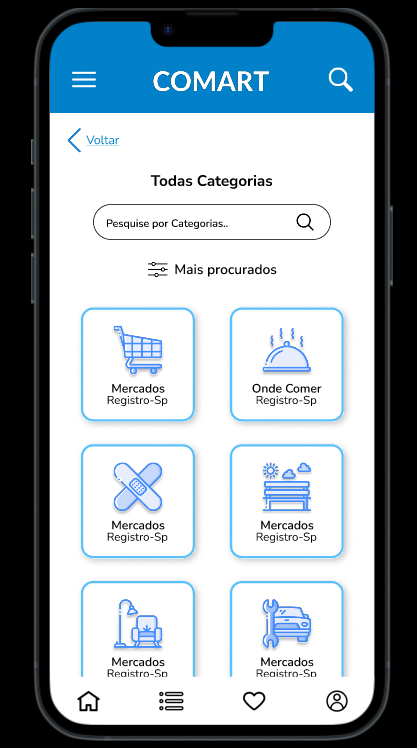 COMART
Voltar
Todas Categorias
Pesquise por Categorias..
Mais procurados
Mercados
Registro-Sp
Onde Comer
Registro-Sp
Mercados
Registro-Sp
Mercados
Registro-Sp
Mercados
Registro-Sp
Mercados
Registro-Sp